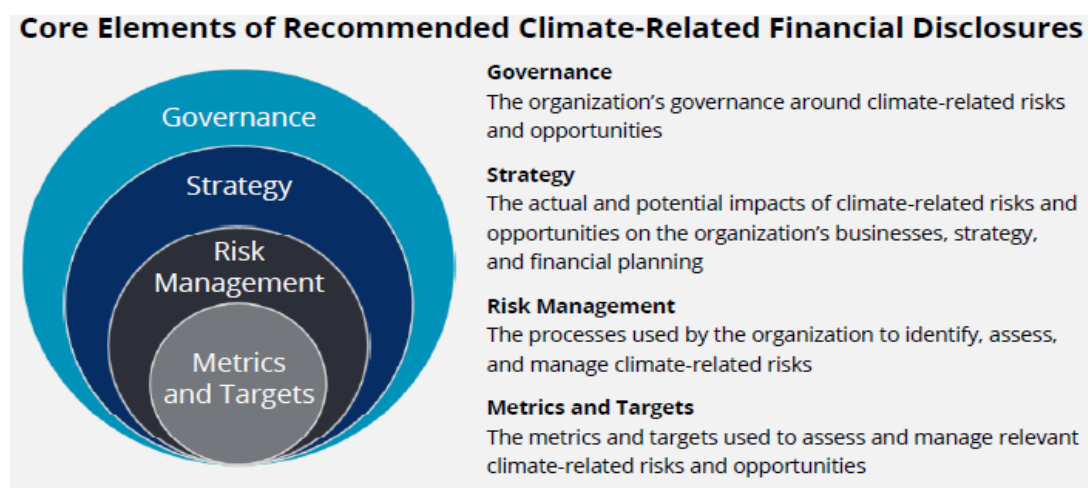 Core Elements of Recommended Climate-Related Financial Disclosures
Governance
Strategy
Risk
Management
Metrics
and Targets
Governance
The organization’s governance around climate-related risks
and opportunities
Strategy
The actual and potential impacts of climate-related risks and
opportunities on the organization’s businesses, strategy,
and financial planning
Risk Management
The processes used by the organization to identify, assess,
and manage climate-related risks
Metrics and Targets
The metrics and targets used to assess and manage relevant
climate-related risks and opportunities